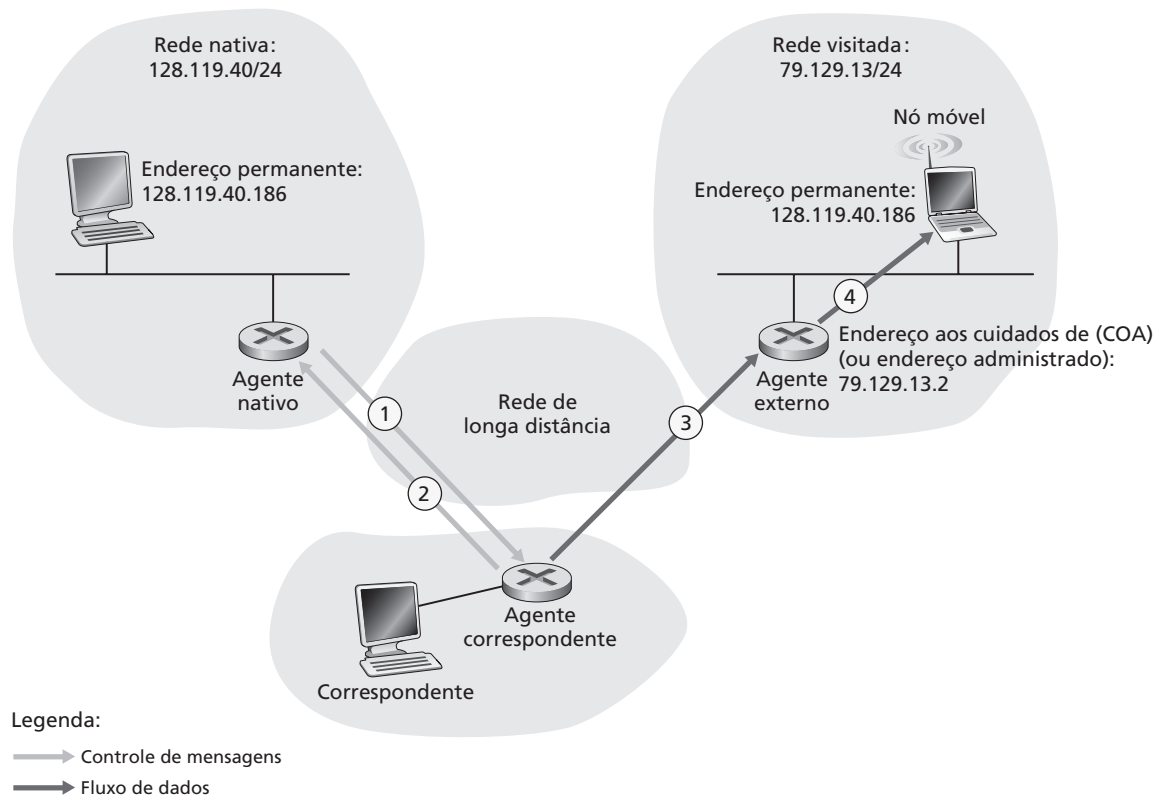 Rede nativa:
128.119.40/24
Rede visitada:
79.129.13/24
Nó móvel
Endereço permanente:
128.119.40.186
Endereço permanente:
128.119.40.186
4
Agente
nativo
Agente
externo
Endereço aos cuidados de (COA)
(ou endereço administrado):
79.129.13.2
1
Rede de
longa distância
3
2
Agente
correspondente
Correspondente
Legenda:
Controle de mensagens
Fluxo de dados